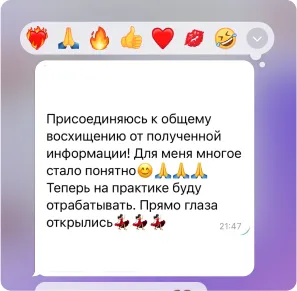 Присоединяюсь к общему
восхищению от полученной
информации! Для меня многое
стало понятно😊🙏🙏🙏
Теперь на практике буду
отрабатывать. Прямо глаза
открылись💃💃💃
21:47